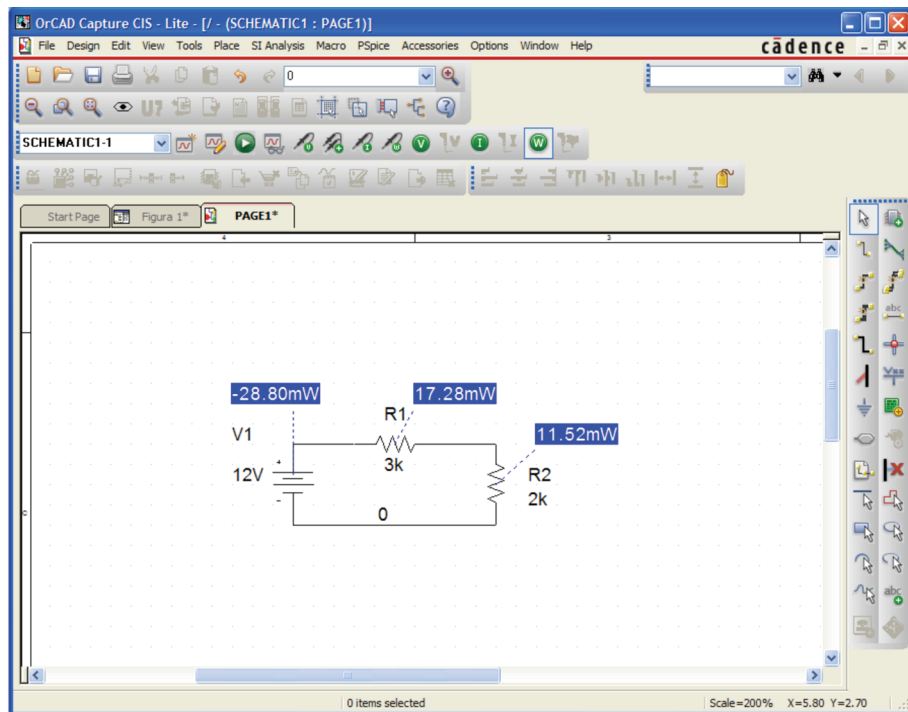 OrCAD Capture CIS - Lite - [/ - (SCHEMATIC1 : PAGE1)]
File Design Edit View Tools Place SI Analysis Macro PSpice Accessories Options Window Help
cādence
0
U?
SCHEMATIC1-1
V
I
W
Start Page
Figura 1*
PAGE1*
4
3
abc
-28.80mW
17.28mW
R1
11.52mW
V1
+
12V
3k
R2
2k
-
0
C
abc
0 items selected
Scale=200% X=5.80 Y=2.70